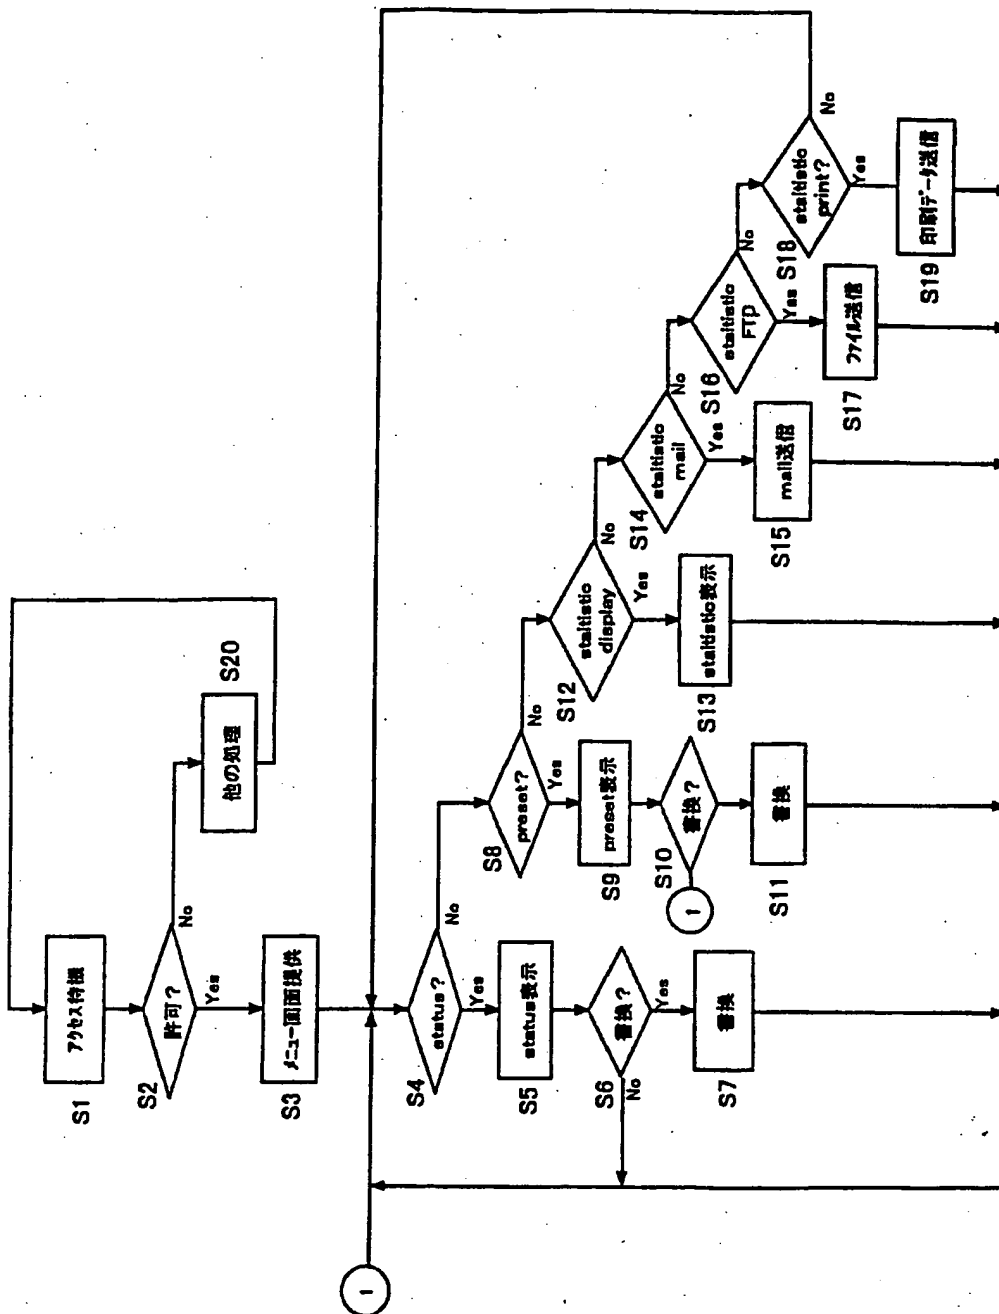 S1
アクセス待機
S2
許可？
No
Yes
S20
他の処理
S3
メニュー画面提供
1
S4
status?
No
Yes
S5
status表示
S6
書換？
No
Yes
S7
書換
S8
preset?
No
Yes
S9
preset表示
S10
書換？
1
S11
書換
S12
staitistic
display
No
Yes
S13
staitistic表示
S14
staitistic
mail
No
Yes
S15
mail送信
S16
staitistic
FTP
No
Yes
S17
ファイル送信
S18
staitistic
print?
No
Yes
S19
印刷データ送信